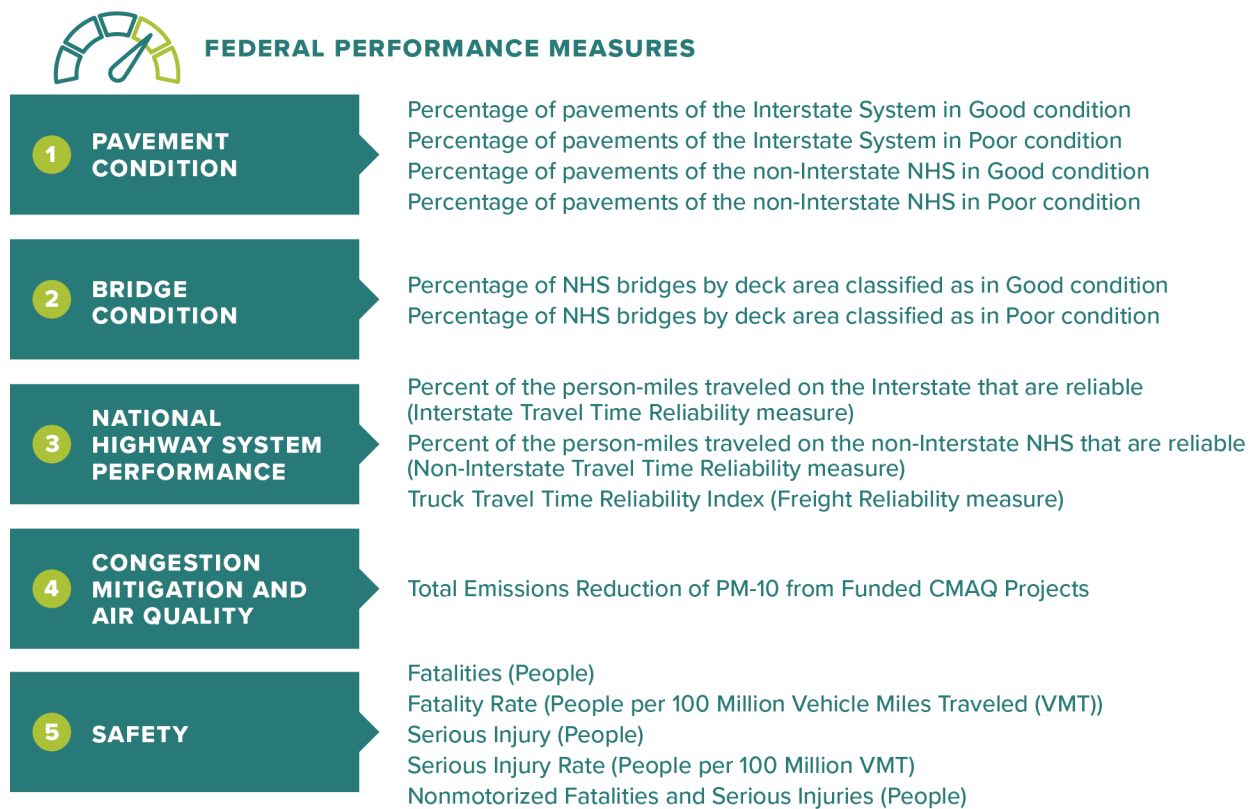 FEDERAL PERFORMANCE MEASURES
1
PAVEMENT
CONDITION
Percentage of pavements of the Interstate System in Good condition
Percentage of pavements of the Interstate System in Poor condition
Percentage of pavements of the non-Interstate NHS in Good condition
Percentage of pavements of the non-Interstate NHS in Poor condition
2
BRIDGE
CONDITION
Percentage of NHS bridges by deck area classified as in Good condition
Percentage of NHS bridges by deck area classified as in Poor condition
3
NATIONAL
HIGHWAY SYSTEM
PERFORMANCE
Percent of the person-miles traveled on the Interstate that are reliable
(Interstate Travel Time Reliability measure)
Percent of the person-miles traveled on the non-Interstate NHS that are reliable
(Non-Interstate Travel Time Reliability measure)
Truck Travel Time Reliability Index (Freight Reliability measure)
4
CONGESTION
MITIGATION AND
AIR QUALITY
Total Emissions Reduction of PM-10 from Funded CMAQ Projects
5
SAFETY
Fatalities (People)
Fatality Rate (People per 100 Million Vehicle Miles Traveled (VMT))
Serious Injury (People)
Serious Injury Rate (People per 100 Million VMT)
Nonmotorized Fatalities and Serious Injuries (People)